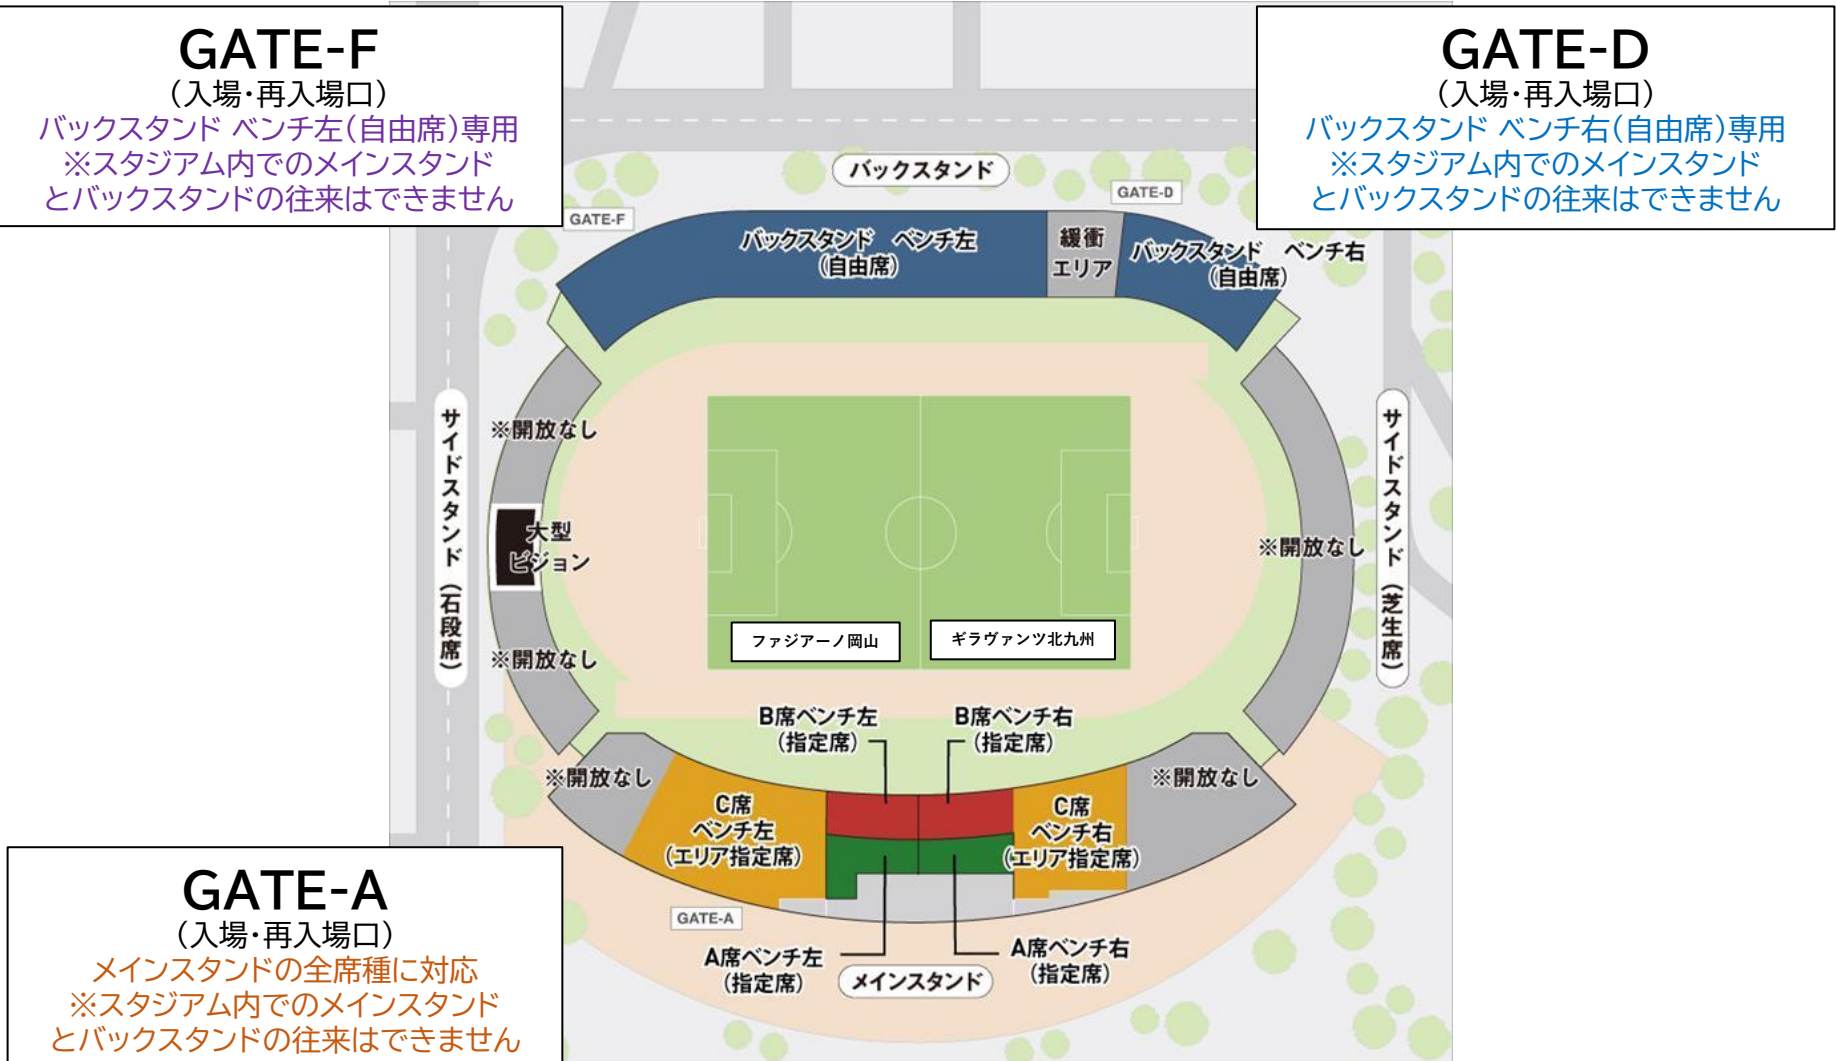 GATE-F
(入場・再入場口)
バックスタンド ベンチ左(自由席)専用
※スタジアム内でのメインスタンド
とバックスタンドの往来はできません
GATE-D
(入場・再入場口)
バックスタンド ベンチ右(自由席)専用
※スタジアム内でのメインスタンド
とバックスタンドの往来はできません
バックスタンド
GATE-D
GATE-F
バックスタンド ベンチ左
(自由席)
緩衝
エリア
バックスタンド ベンチ右
(自由席)
サイドスタンド(石段席)
※開放なし
大型
ビジョン
※開放なし
※開放なし
サイドスタンド(芝生席)
ファジアーノ岡山
ギラヴァンツ北九州
B席ベンチ左
(指定席)
B席ベンチ右
(指定席)
※開放なし
C席
ベンチ左
(エリア指定席)
C席
ベンチ右
(エリア指定席)
※開放なし
GATE-A
A席ベンチ左
(指定席)
メインスタンド
A席ベンチ右
(指定席)
GATE-A
(入場・再入場口)
メインスタンドの全席種に対応
※スタジアム内でのメインスタンド
とバックスタンドの往来はできません